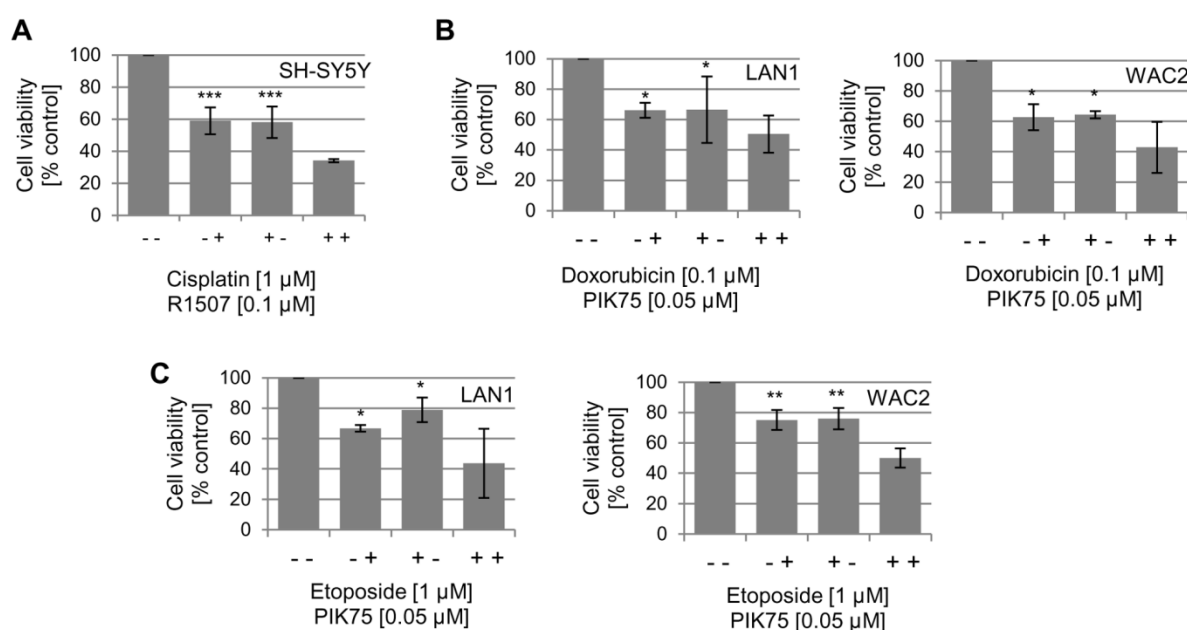 A
B
C
Cell viability
[% control]
100
80
60
40
20
0
SH-SY5Y
***
***
- -
- +
+ -
+ +
Cisplatin [1 µM]
R1507 [0.1 µM]
Cell viability
[% control]
100
80
60
40
20
0
LAN1
*
*
- -
- +
+ -
+ +
Doxorubicin [0.1 µM]
PIK75 [0.05 µM]
Cell viability
[% control]
100
80
60
40
20
0
WAC2
*
*
- -
- +
+ -
+ +
Doxorubicin [0.1 µM]
PIK75 [0.05 µM]
Cell viability
[% control]
100
80
60
40
20
0
LAN1
*
*
- -
- +
+ -
+ +
Etoposide [1 µM]
PIK75 [0.05 µM]
Cell viability
[% control]
100
80
60
40
20
0
WAC2
**
**
- -
- +
+ -
+ +
Etoposide [1 µM]
PIK75 [0.05 µM]